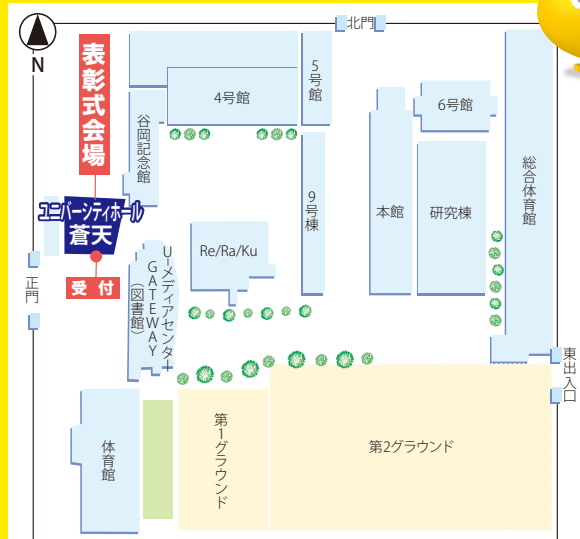 北門
N
表彰式会場
5号館
4号館
6号館
谷岡記念館
総合体育館
9号棟
本館
研究棟
ユニバーシティホール
蒼天
Re/Ra/Ku
正門
受付
U-メディアセンター
GATEWAY
(図書館)
東出入口
体育館
第1グラウンド
第2グラウンド